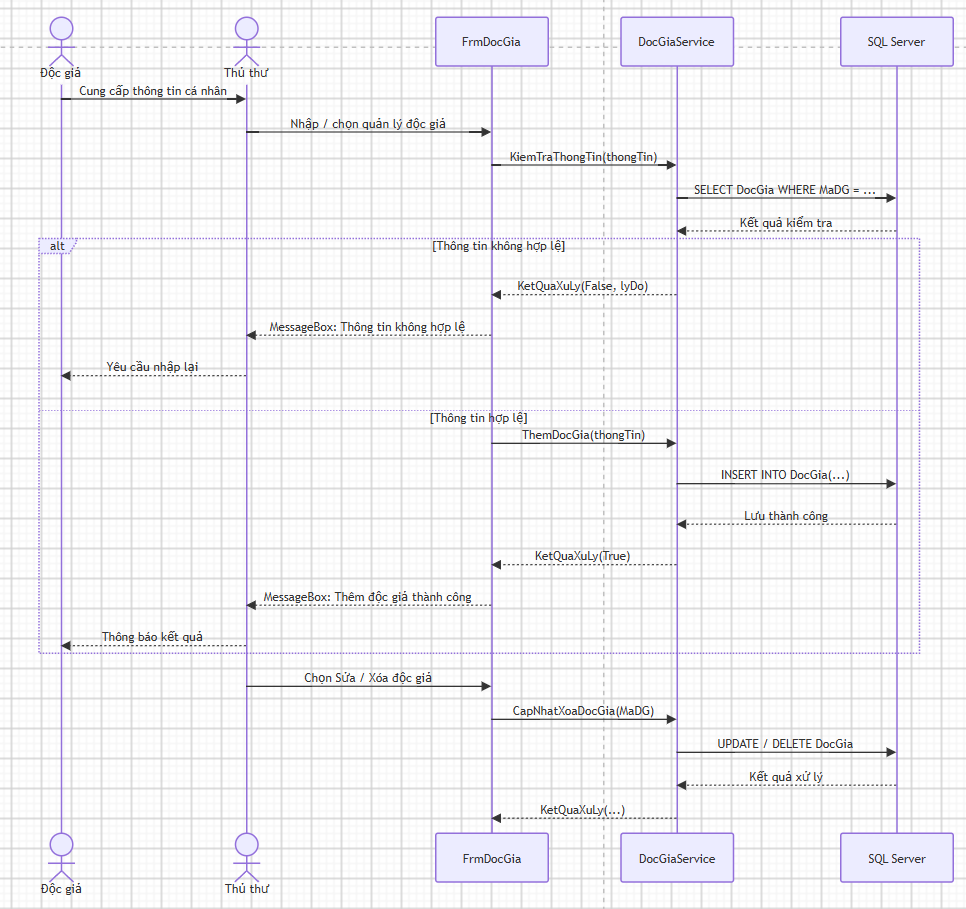 Độc giả
Thủ thư
FrmDocGia
DocGiaService
SQL Server
Cung cấp thông tin cá nhân
Nhập / chọn quản lý độc giả
KiemTraThongTin(thongTin)
SELECT DocGia WHERE MaDG = ...
Kết quả kiểm tra
alt
[Thông tin không hợp lệ]
KetQuaXuLy(False, lyDo)
MessageBox: Thông tin không hợp lệ
Yêu cầu nhập lại
[Thông tin hợp lệ]
ThemDocGia(thongTin)
INSERT INTO DocGia(...)
Lưu thành công
KetQuaXuLy(True)
MessageBox: Thêm độc giả thành công
Thông báo kết quả
Chọn Sửa / Xóa độc giả
CapNhatXoaDocGia(MaDG)
UPDATE / DELETE DocGia
Kết quả xử lý
KetQuaXuLy(...)
Độc giả
Thủ thư
FrmDocGia
DocGiaService
SQL Server